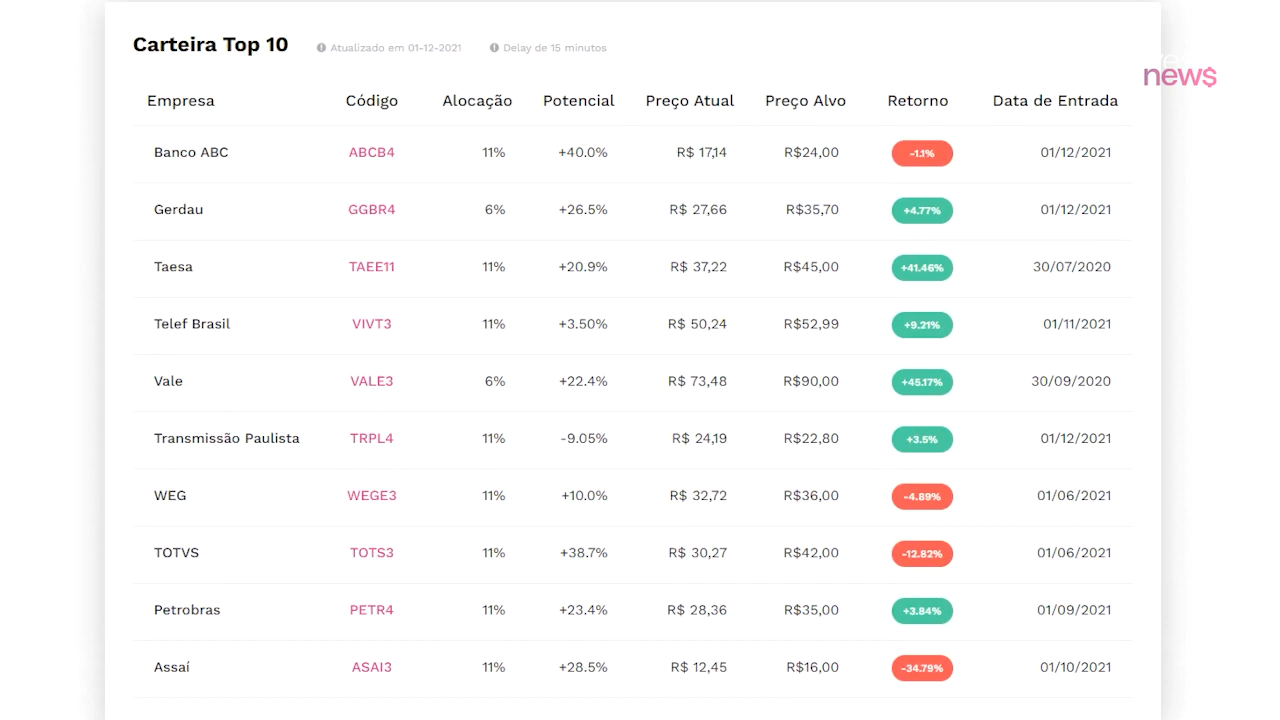 Carteira Top 10 Atualizado em 01-12-2021 Delay de 15 minutos
new$
Empresa Código Alocação Potencial Preço Atual Preço Alvo Retorno Data de Entrada
Banco ABC ABCB4 11% +40.0% R$ 17,14 R$24,00 -1.1% 01/12/2021
Gerdau GGBR4 6% +26.5% R$ 27,66 R$35,70 +4.77% 01/12/2021
Taesa TAEE11 11% +20.9% R$ 37,22 R$45,00 +41.46% 30/07/2020
Telef Brasil VIVT3 11% +3.50% R$ 50,24 R$52,99 +9.21% 01/11/2021
Vale VALE3 6% +22.4% R$ 73,48 R$90,00 +45.17% 30/09/2020
Transmissão Paulista TRPL4 11% -9.05% R$ 24,19 R$22,80 +3.5% 01/12/2021
WEG WEGE3 11% +10.0% R$ 32,72 R$36,00 -4.89% 01/06/2021
TOTVS TOTS3 11% +38.7% R$ 30,27 R$42,00 -12.82% 01/06/2021
Petrobras PETR4 11% +23.4% R$ 28,36 R$35,00 +3.84% 01/09/2021
Assaí ASAI3 11% +28.5% R$ 12,45 R$16,00 -34.79% 01/10/2021